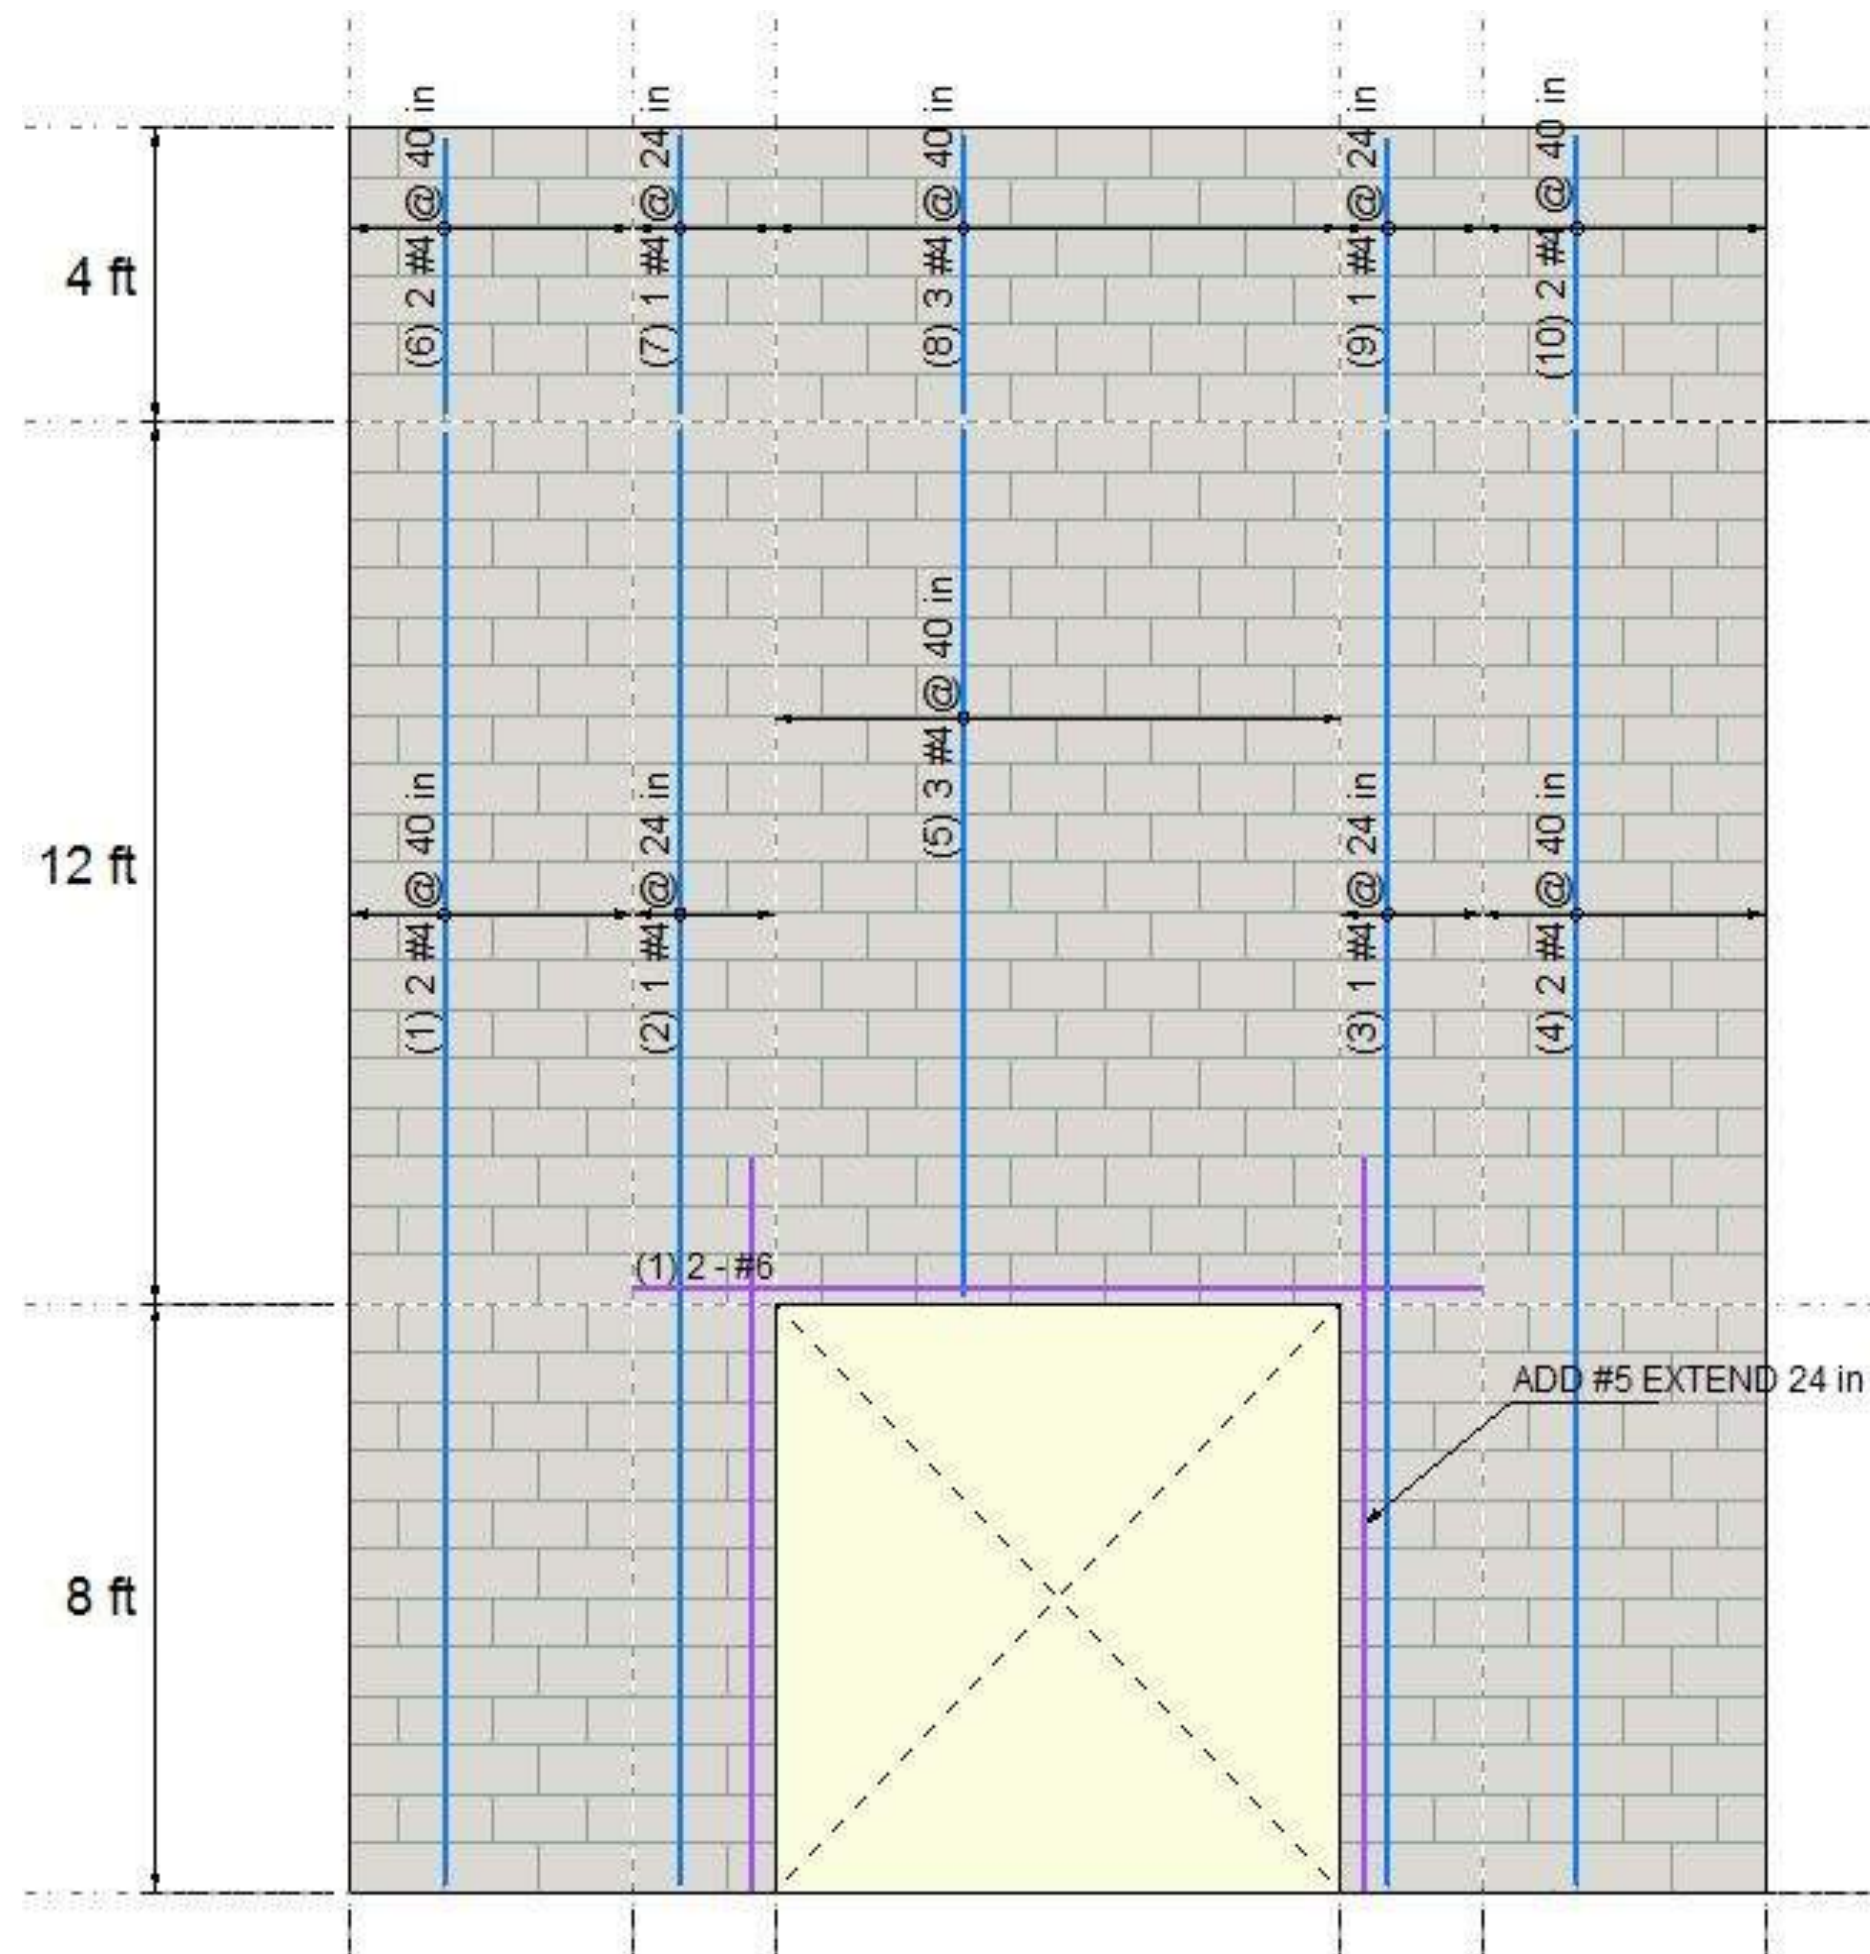 (6) 2 #4 @ 40 in
(7) 1 #4 @ 24 in
(8) 3 #4 @ 40 in
(9) 1 #4 @ 24 in
(10) 2 #4 @ 40 in
4 ft
12 ft
(1) 2 #4 @ 40 in
(2) 1 #4 @ 24 in
(5) 3 #4 @ 40 in
(3) 1 #4 @ 24 in
(4) 2 #4 @ 40 in
(1) 2 - #6
ADD #5 EXTEND 24 in
8 ft